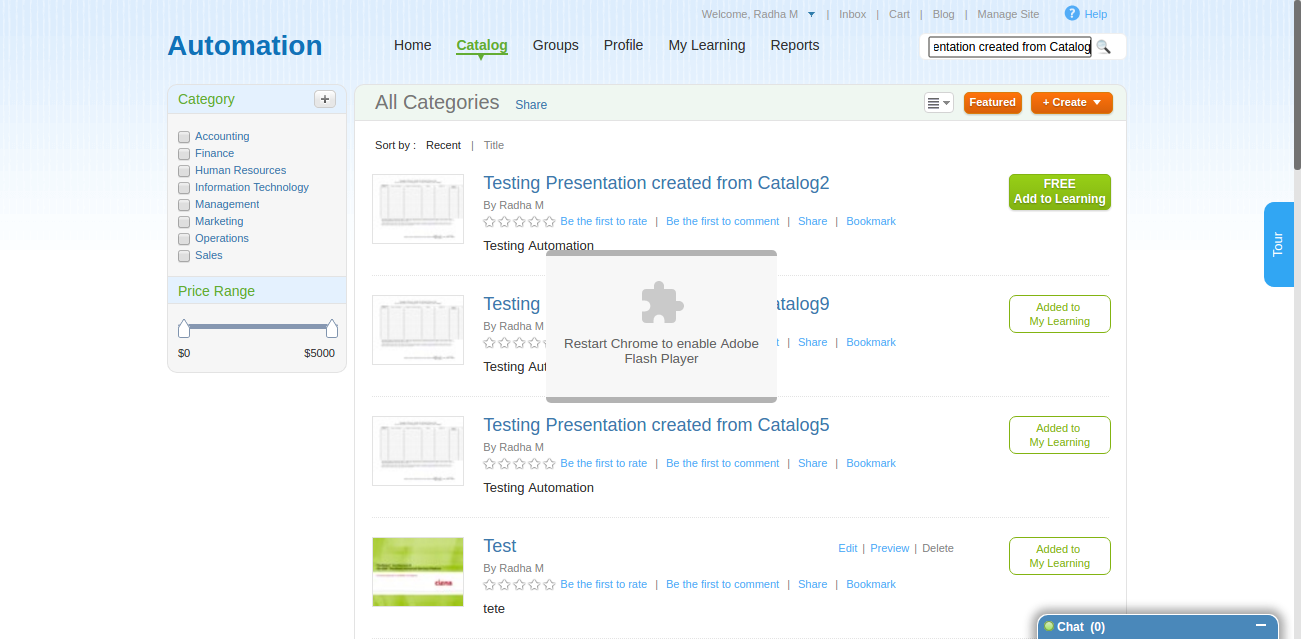 Welcome, Radha M | Inbox | Cart | Blog | Manage Site ? Help
Automation
Home Catalog Groups Profile My Learning Reports
entation created from Catalog
Category +
Accounting
Finance
Human Resources
Information Technology
Management
Marketing
Operations
Sales
Price Range
$0 $5000
All Categories Share
Featured + Create
Sort by : Recent | Title
Testing Presentation created from Catalog2
By Radha M
Be the first to rate | Be the first to comment | Share | Bookmark
Testing Automation
FREE
Add to Learning
Testing atalog9
By Radha M
t | Share | Bookmark
Testing Aut
Added to
My Learning
Restart Chrome to enable Adobe
Flash Player
Testing Presentation created from Catalog5
By Radha M
Be the first to rate | Be the first to comment | Share | Bookmark
Testing Automation
Added to
My Learning
Test
Edit | Preview | Delete
By Radha M
Be the first to rate | Be the first to comment | Share | Bookmark
tete
Added to
My Learning
Tour
Chat (0)